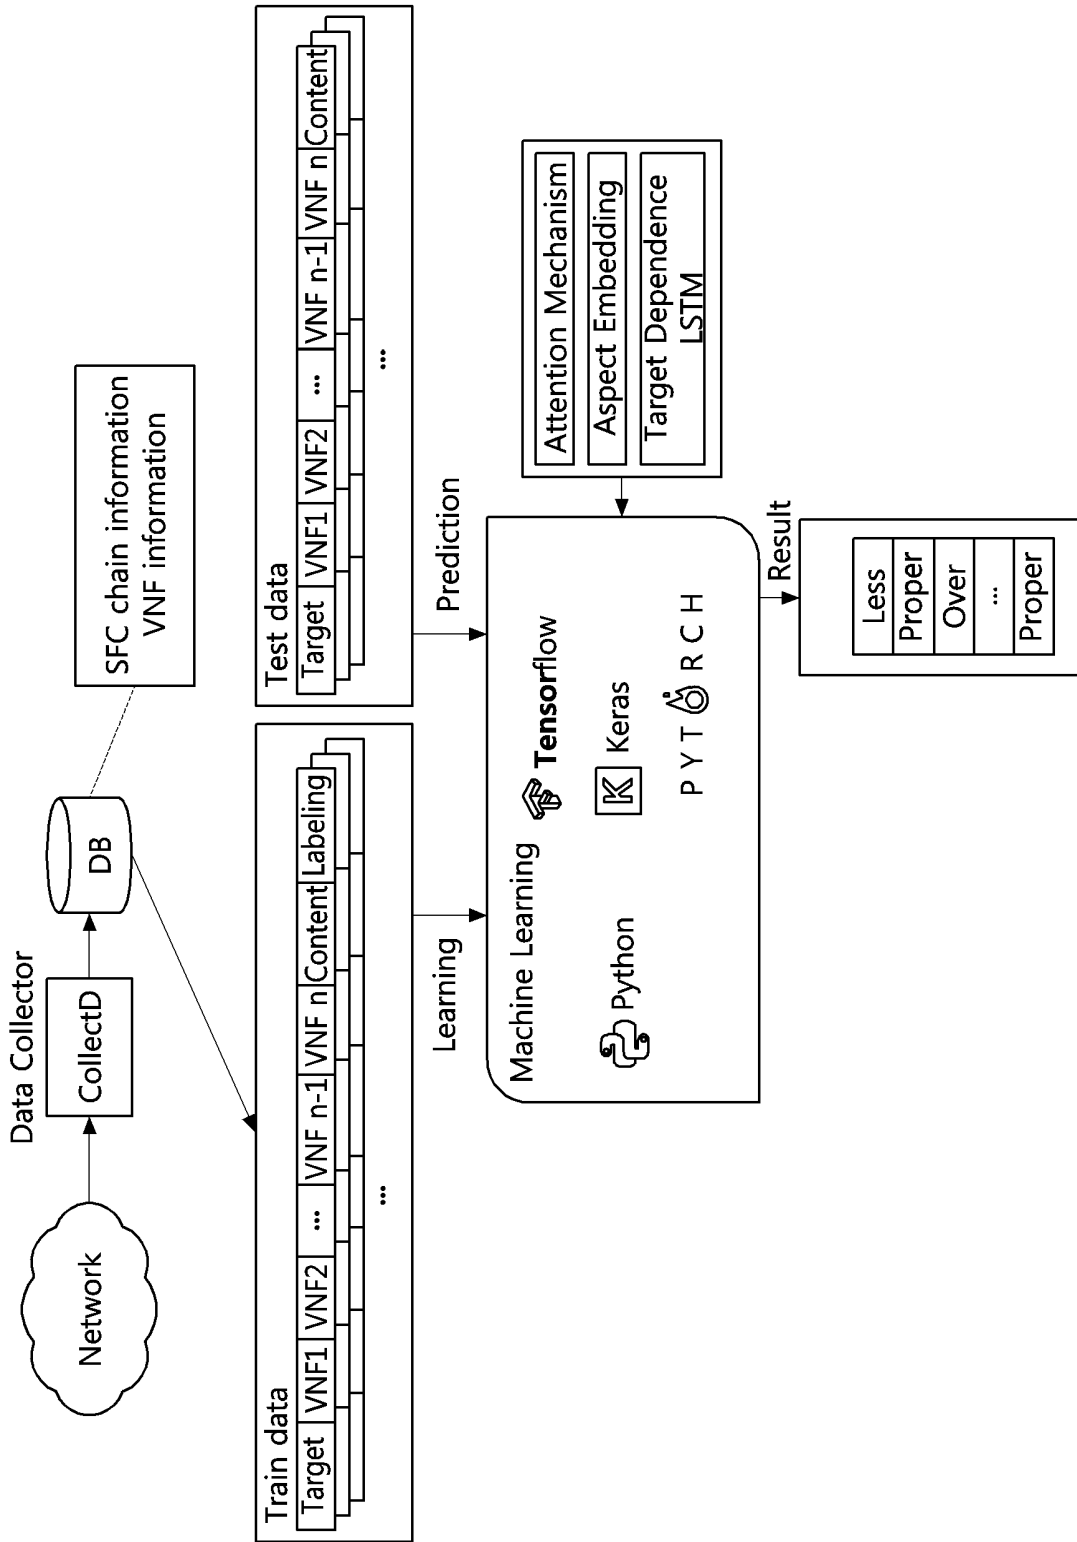 Data Collector
Network
CollectD
DB
SFC chain information
VNF information
Train data
Target
VNF1
VNF2
...
VNF n-1
VNF n
Content
Labeling
...
Test data
Target
VNF1
VNF2
...
VNF n-1
VNF n
Content
...
Learning
Prediction
Machine Learning
Python
Tensorflow
K
Keras
PYTORCH
Attention Mechanism
Aspect Embedding
Target Dependence
LSTM
Result
Less
Proper
Over
...
Proper